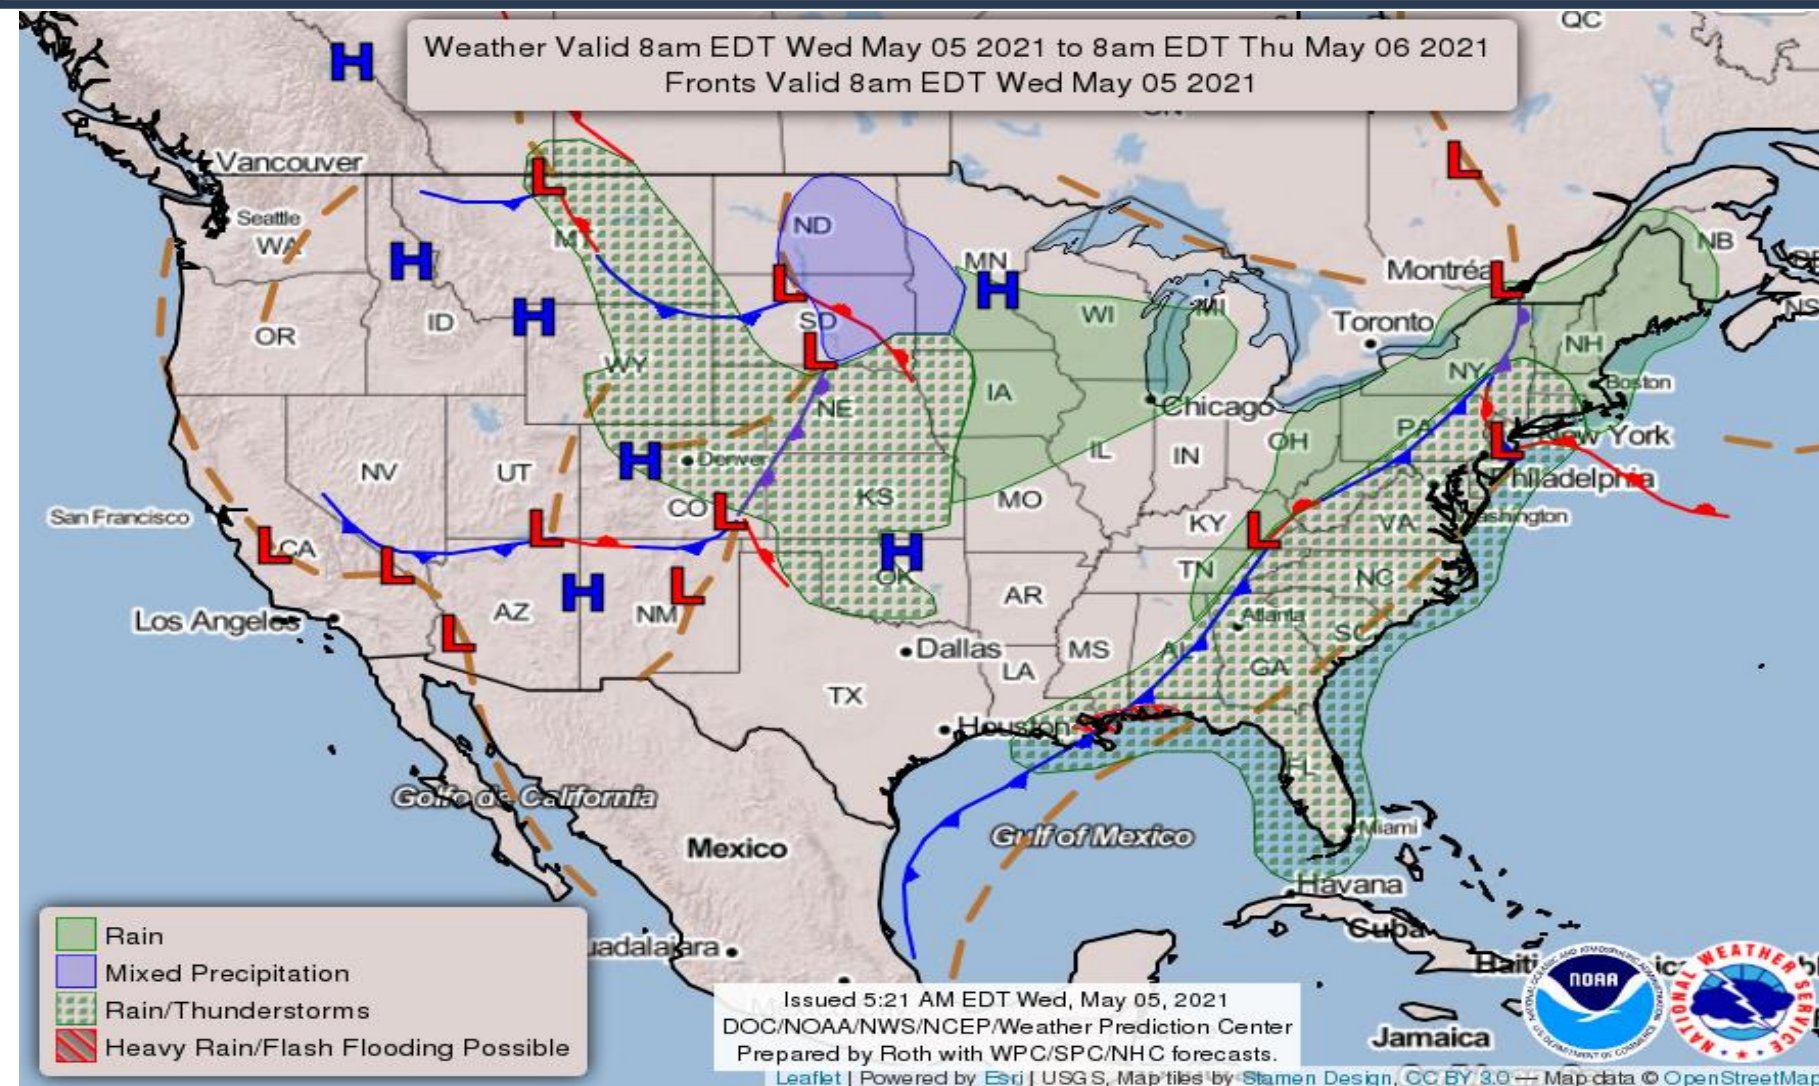 QC
Weather Valid 8am EDT Wed May 05 2021 to 8am EDT Thu May 06 2021
Fronts Valid 8am EDT Wed May 05 2021
H
L
Vancouver
L
Seattle
WA
ND
NB
MT
H
MN
Montréal
L
L
H
NS
H
OR
ID
SD
WI
MI
Toronto
NH
L
WY
NY
Boston
IA
NE
Chicago
PA
New York
OH
H
Denver
IL
IN
L
NV
UT
Philadelphia
KS
MO
CO
L
San Francisco
KY
VA
Washington
L
L
L
CA
H
OK
L
TN
NC
H
L
AR
AZ
NM
Atlanta
Los Angeles
L
SC
Dallas
MS
AL
LA
GA
TX
Houston
FL
Golfo de California
Gulf of Mexico
Miami
Mexico
Havana
Cuba
Rain
Mixed Precipitation
Rain/Thunderstorms
Heavy Rain/Flash Flooding Possible
uadalajara
Haiti
NOAA
NATIONAL WEATHER SERVICE
Jamaica
Issued 5:21 AM EDT Wed, May 05, 2021
DOC/NOAA/NWS/NCEP/Weather Prediction Center
Prepared by Roth with WPC/SPC/NHC forecasts.
Leaflet | Powered by Esri | USGS, Map tiles by Stamen Design, CC BY 3.0 — Map data © OpenStreetMap